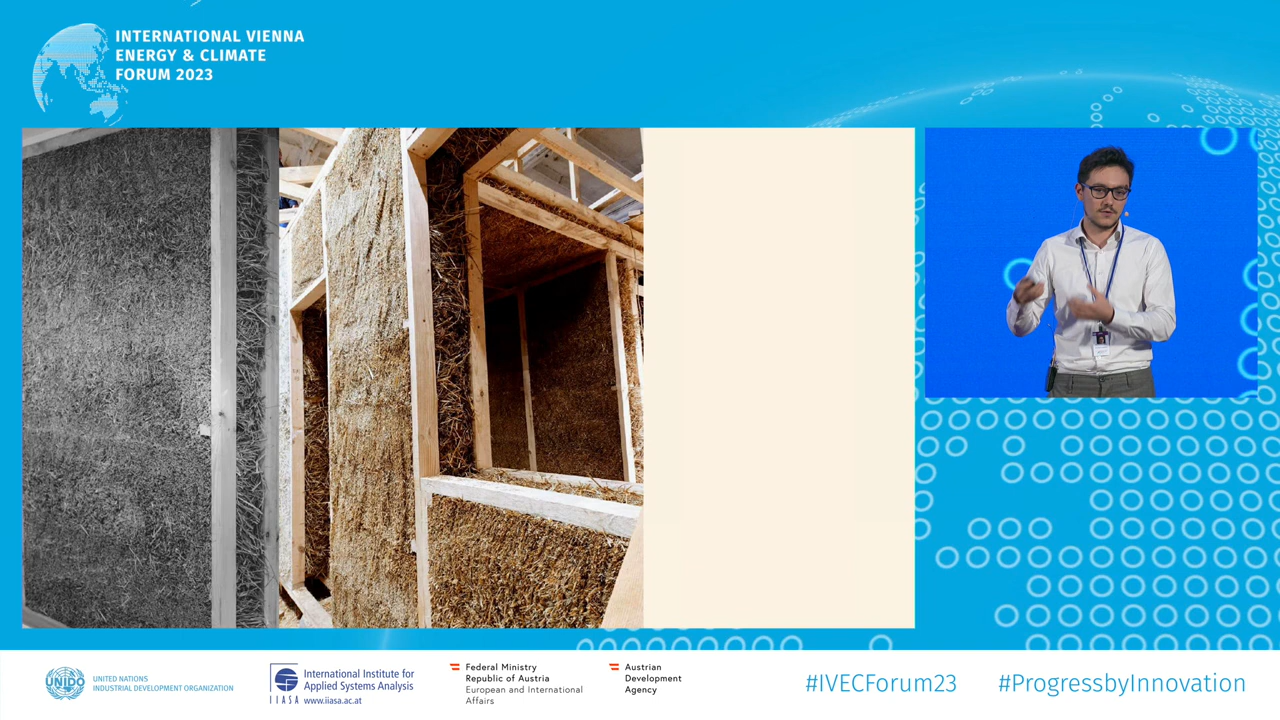 INTERNATIONAL VIENNA
ENERGY & CLIMATE
FORUM 2023
UNIDO
UNITED NATIONS
INDUSTRIAL DEVELOPMENT ORGANIZATION
IIASA
International Institute for
Applied Systems Analysis
www.iiasa.ac.at
Federal Ministry
Republic of Austria
European and International
Affairs
Austrian
Development
Agency
#IVECForum23
#ProgressbyInnovation